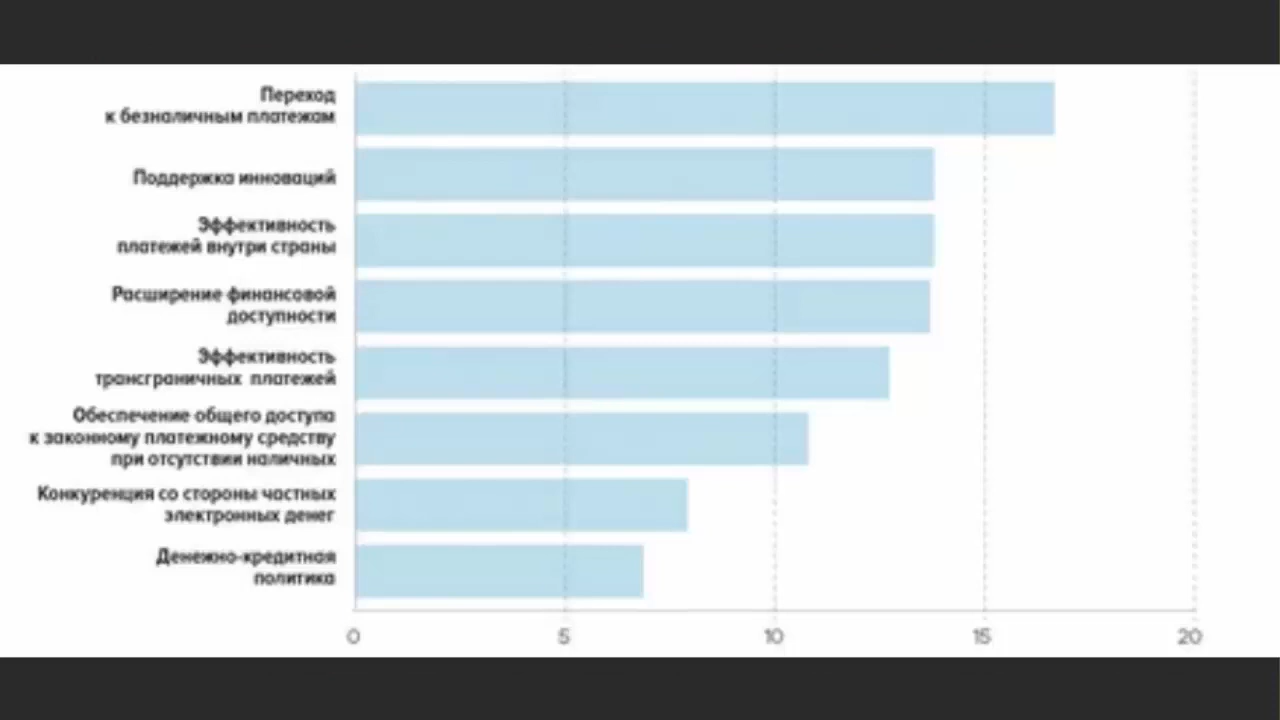 Переход
к безналичным платежам
Поддержка инноваций
Эффективность
платежей внутри страны
Расширение финансовой
доступности
Эффективность
трансграничных платежей
Обеспечение общего доступа
к законному платежному средству
при отсутствии наличных
Конкуренция со стороны частных
электронных денег
Денежно-кредитная
политика
0 5 10 15 20